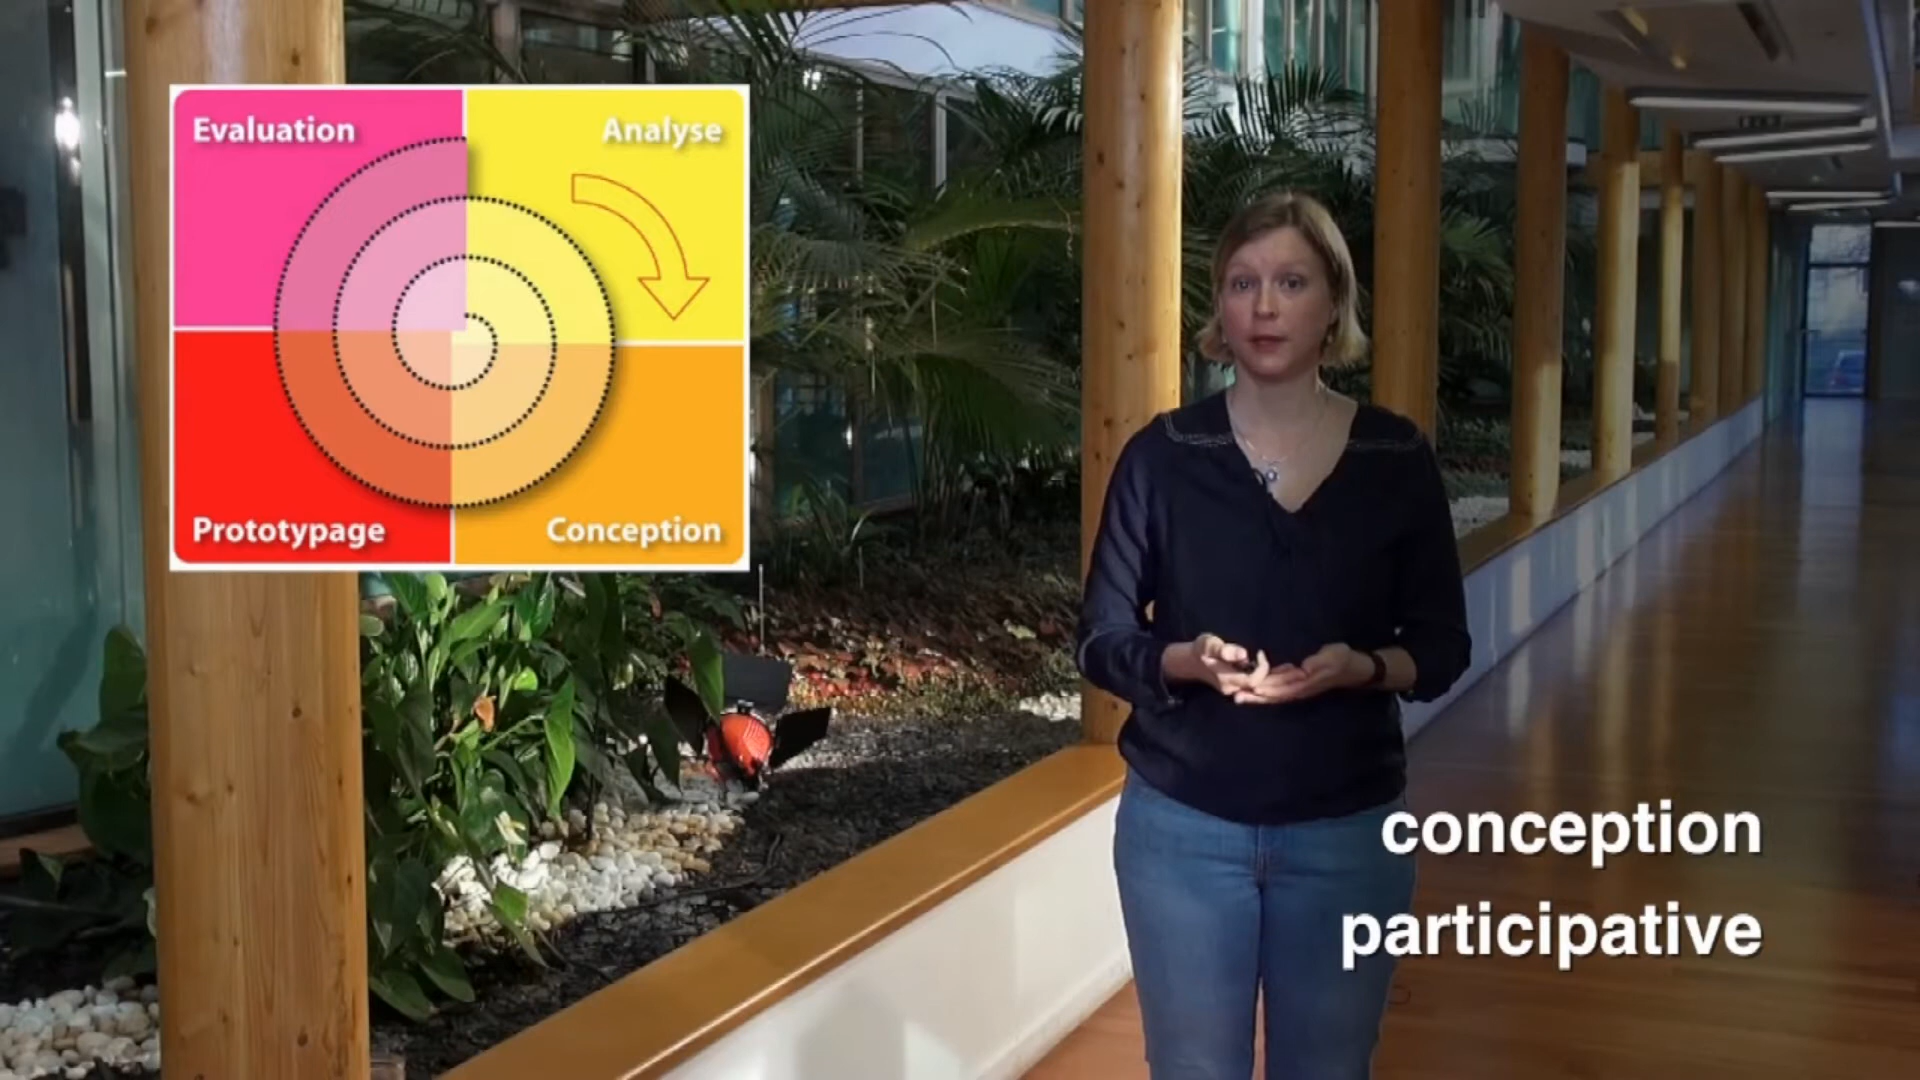 Evaluation
Analyse
Prototypage
Conception
conception
participative